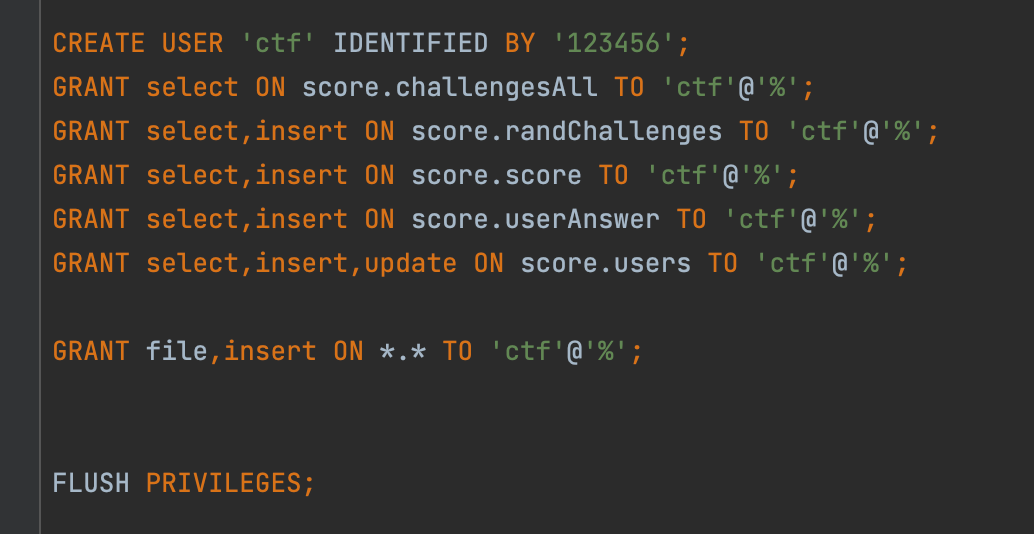 CREATE USER 'ctf' IDENTIFIED BY '123456';
GRANT select ON score.challengesAll TO 'ctf'@'%';
GRANT select,insert ON score.randChallenges TO 'ctf'@'%';
GRANT select,insert ON score.score TO 'ctf'@'%';
GRANT select,insert ON score.userAnswer TO 'ctf'@'%';
GRANT select,insert,update ON score.users TO 'ctf'@'%';
GRANT file,insert ON *.* TO 'ctf'@'%';
FLUSH PRIVILEGES;